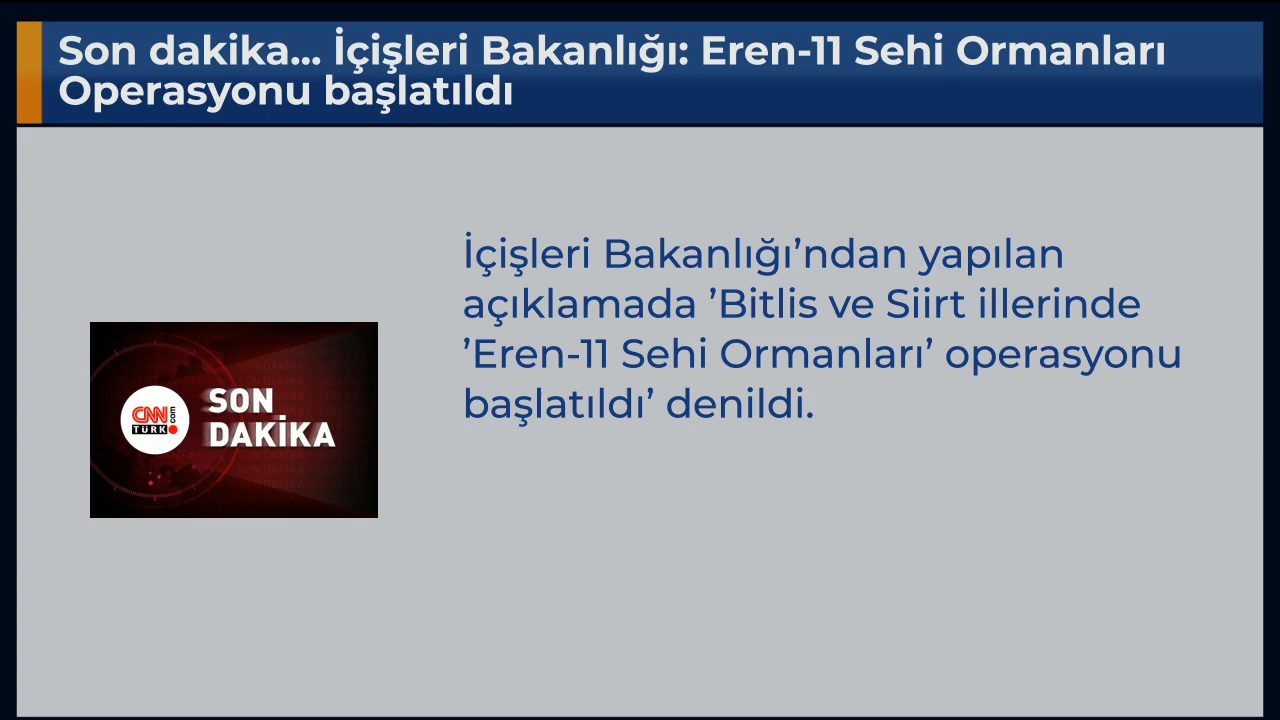 Son dakika... İçişleri Bakanlığı: Eren-11 Sehi Ormanları
Operasyonu başlatıldı
İçişleri Bakanlığı’ndan yapılan
açıklamada ’Bitlis ve Siirt illerinde
’Eren-11 Sehi Ormanları’ operasyonu
başlatıldı’ denildi.
CNN
TÜRK
.com
SON
DAKİKA